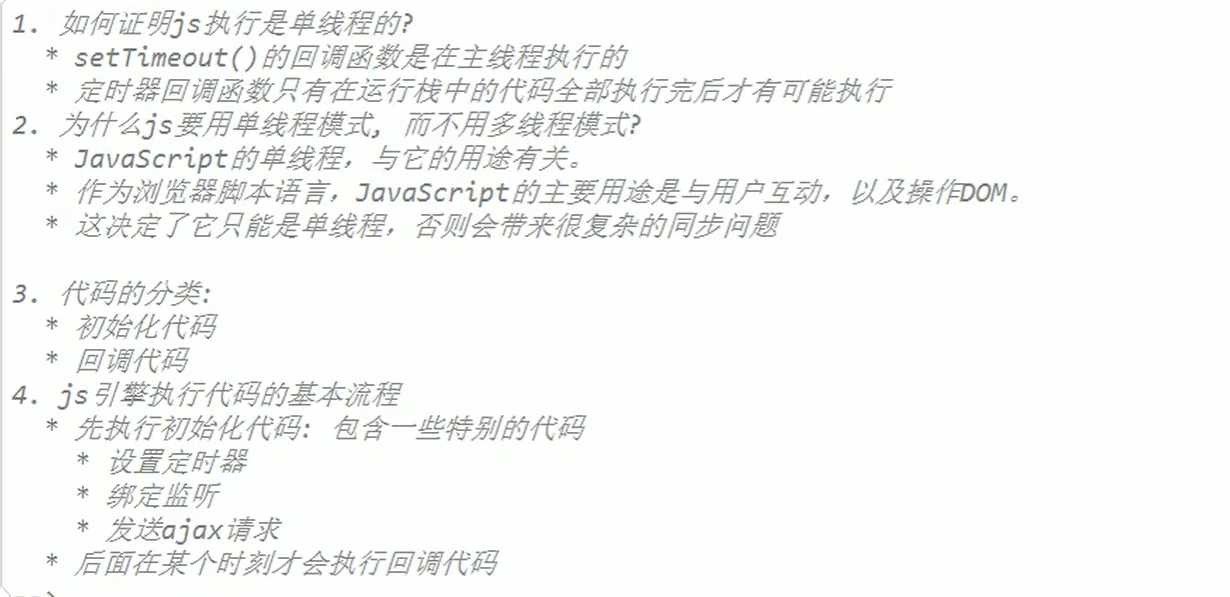 1. 如何证明js执行是单线程的?
* setTimeout()的回调函数是在主线程执行的
* 定时器回调函数只有在运行栈中的代码全部执行完后才有可能执行
2. 为什么js要用单线程模式, 而不用多线程模式?
* JavaScript的单线程，与它的用途有关。
* 作为浏览器脚本语言，JavaScript的主要用途是与用户互动，以及操作DOM。
* 这决定了它只能是单线程，否则会带来很复杂的同步问题
3. 代码的分类:
* 初始化代码
* 回调代码
4. js引擎执行代码的基本流程
* 先执行初始化代码: 包含一些特别的代码
* 设置定时器
* 绑定监听
* 发送ajax请求
* 后面在某个时刻才会执行回调代码